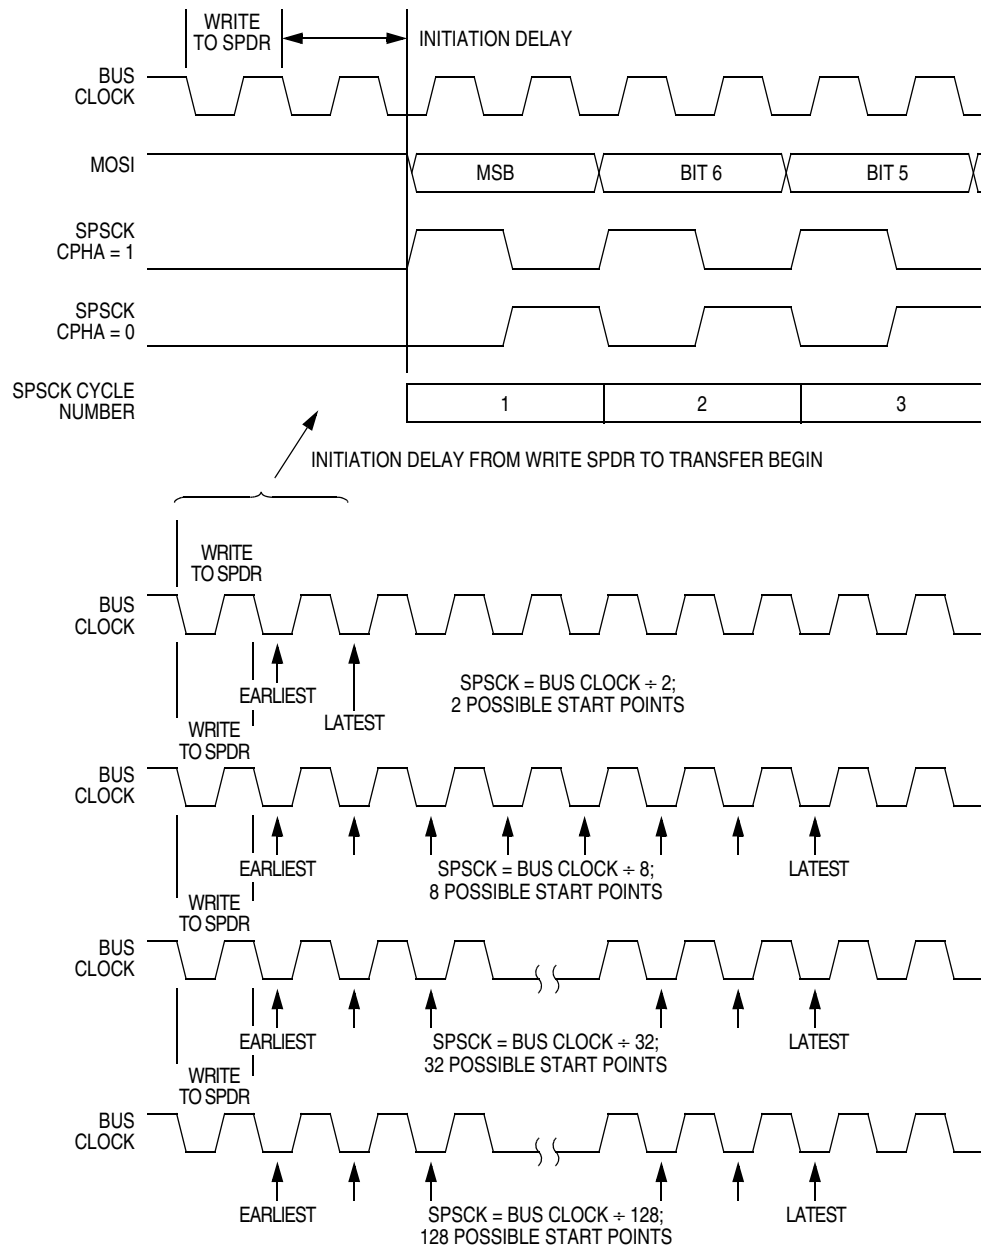 WRITE
TO SPDR
INITIATION DELAY
BUS
CLOCK
MOSI
MSB
BIT 6
BIT 5
SPSCK
CPHA = 1
SPSCK
CPHA = 0
SPSCK CYCLE
NUMBER
1
2
3
INITIATION DELAY FROM WRITE SPDR TO TRANSFER BEGIN
WRITE
TO SPDR
BUS
CLOCK
EARLIEST
LATEST
SPSCK = BUS CLOCK ÷ 2;
2 POSSIBLE START POINTS
WRITE
TO SPDR
BUS
CLOCK
EARLIEST
SPSCK = BUS CLOCK ÷ 8;
8 POSSIBLE START POINTS
LATEST
WRITE
TO SPDR
BUS
CLOCK
EARLIEST
SPSCK = BUS CLOCK ÷ 32;
32 POSSIBLE START POINTS
LATEST
WRITE
TO SPDR
BUS
CLOCK
EARLIEST
SPSCK = BUS CLOCK ÷ 128;
128 POSSIBLE START POINTS
LATEST